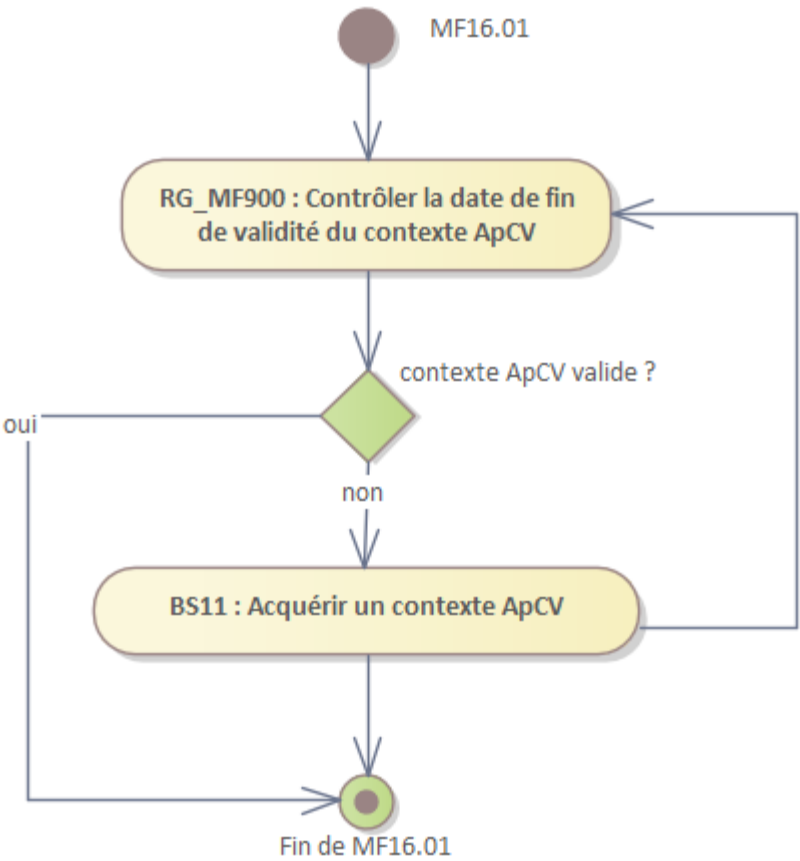 MF16.01
RG_MF900 : Contrôler la date de fin
de validité du contexte ApCV
contexte ApCV valide ?
oui
non
BS11 : Acquérir un contexte ApCV
Fin de MF16.01